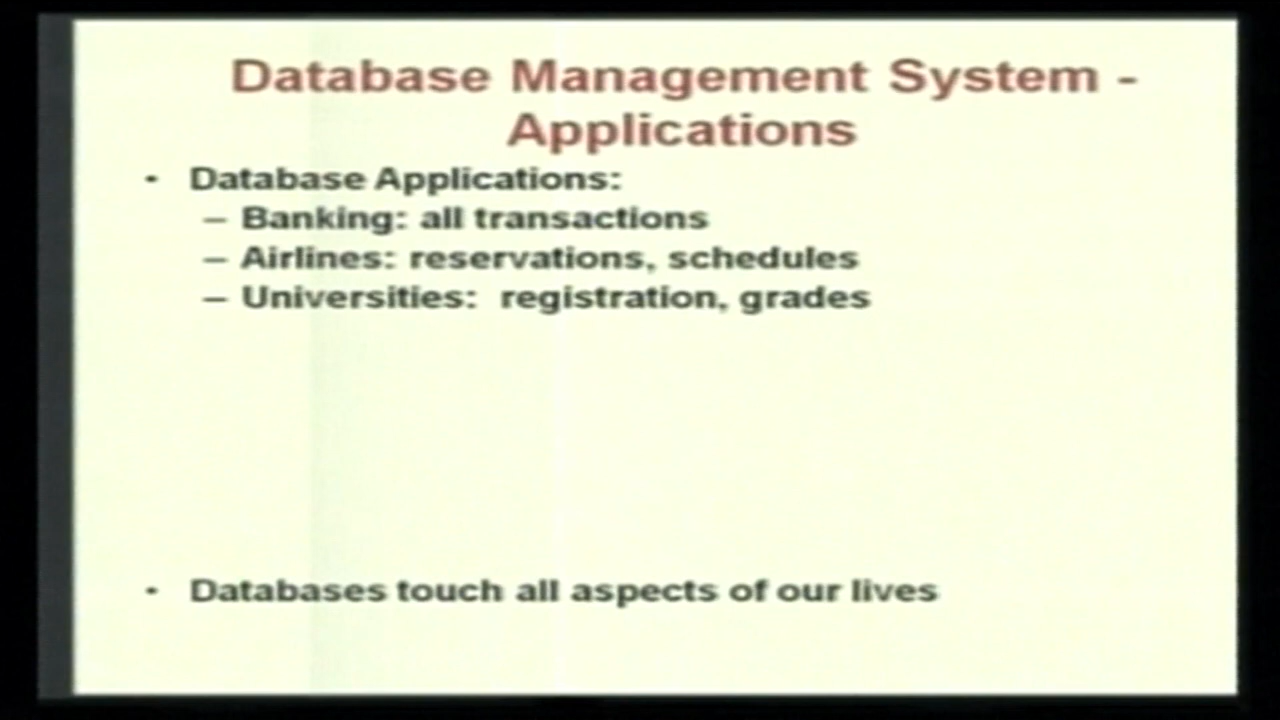 Database Management System -
Applications
• Database Applications:
– Banking: all transactions
– Airlines: reservations, schedules
– Universities:  registration, grades
• Databases touch all aspects of our lives